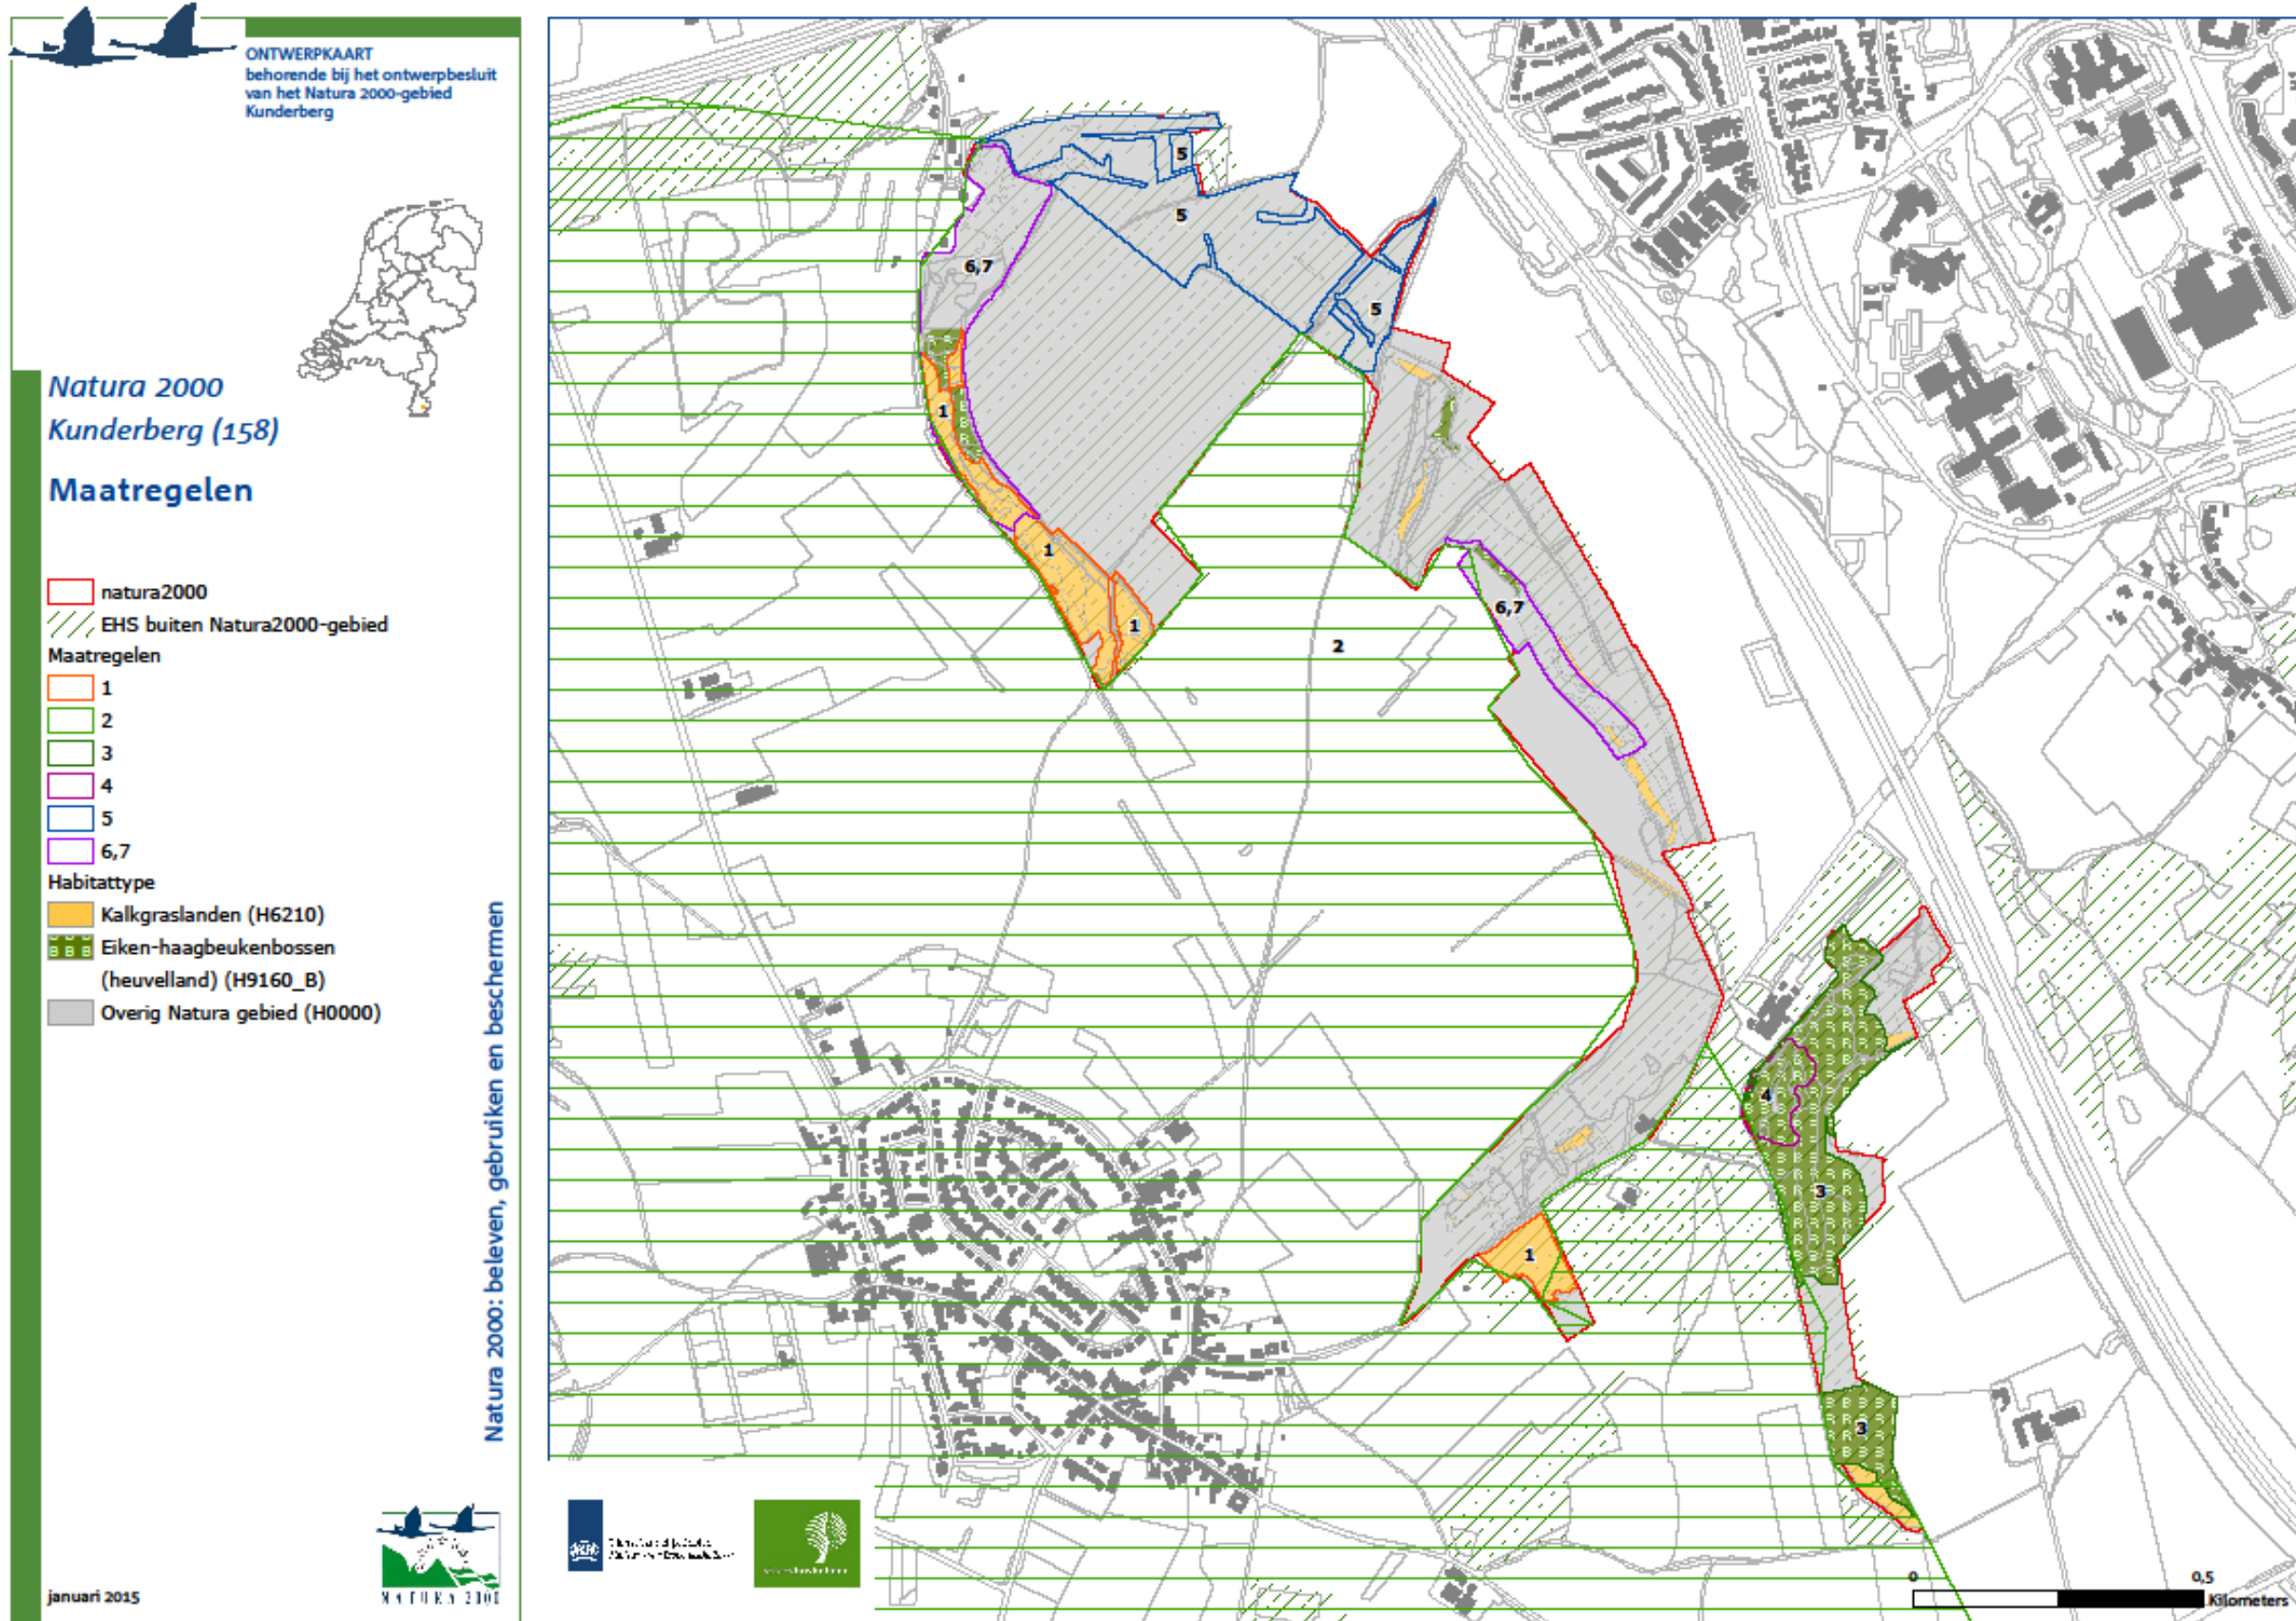 ONTWERPKAART
behorende bij het ontwerpbesluit
van het Natura 2000-gebied
Kunderberg
Natura 2000
Kunderberg (158)
Maatregelen
natura2000
EHS buiten Natura2000-gebied
Maatregelen
1
2
3
4
5
6,7
Habitattype
Kalkgraslanden (H6210)
B B B Eiken-haagbeukenbossen
(heuvelland) (H9160_B)
Overig Natura gebied (H0000)
Natura 2000: beleven, gebruiken en beschermen
januari 2015
NATURA 2000
5
5
6,7
5
1
1
6,7
1
2
4
3
1
3
0
0,5
Kilometers